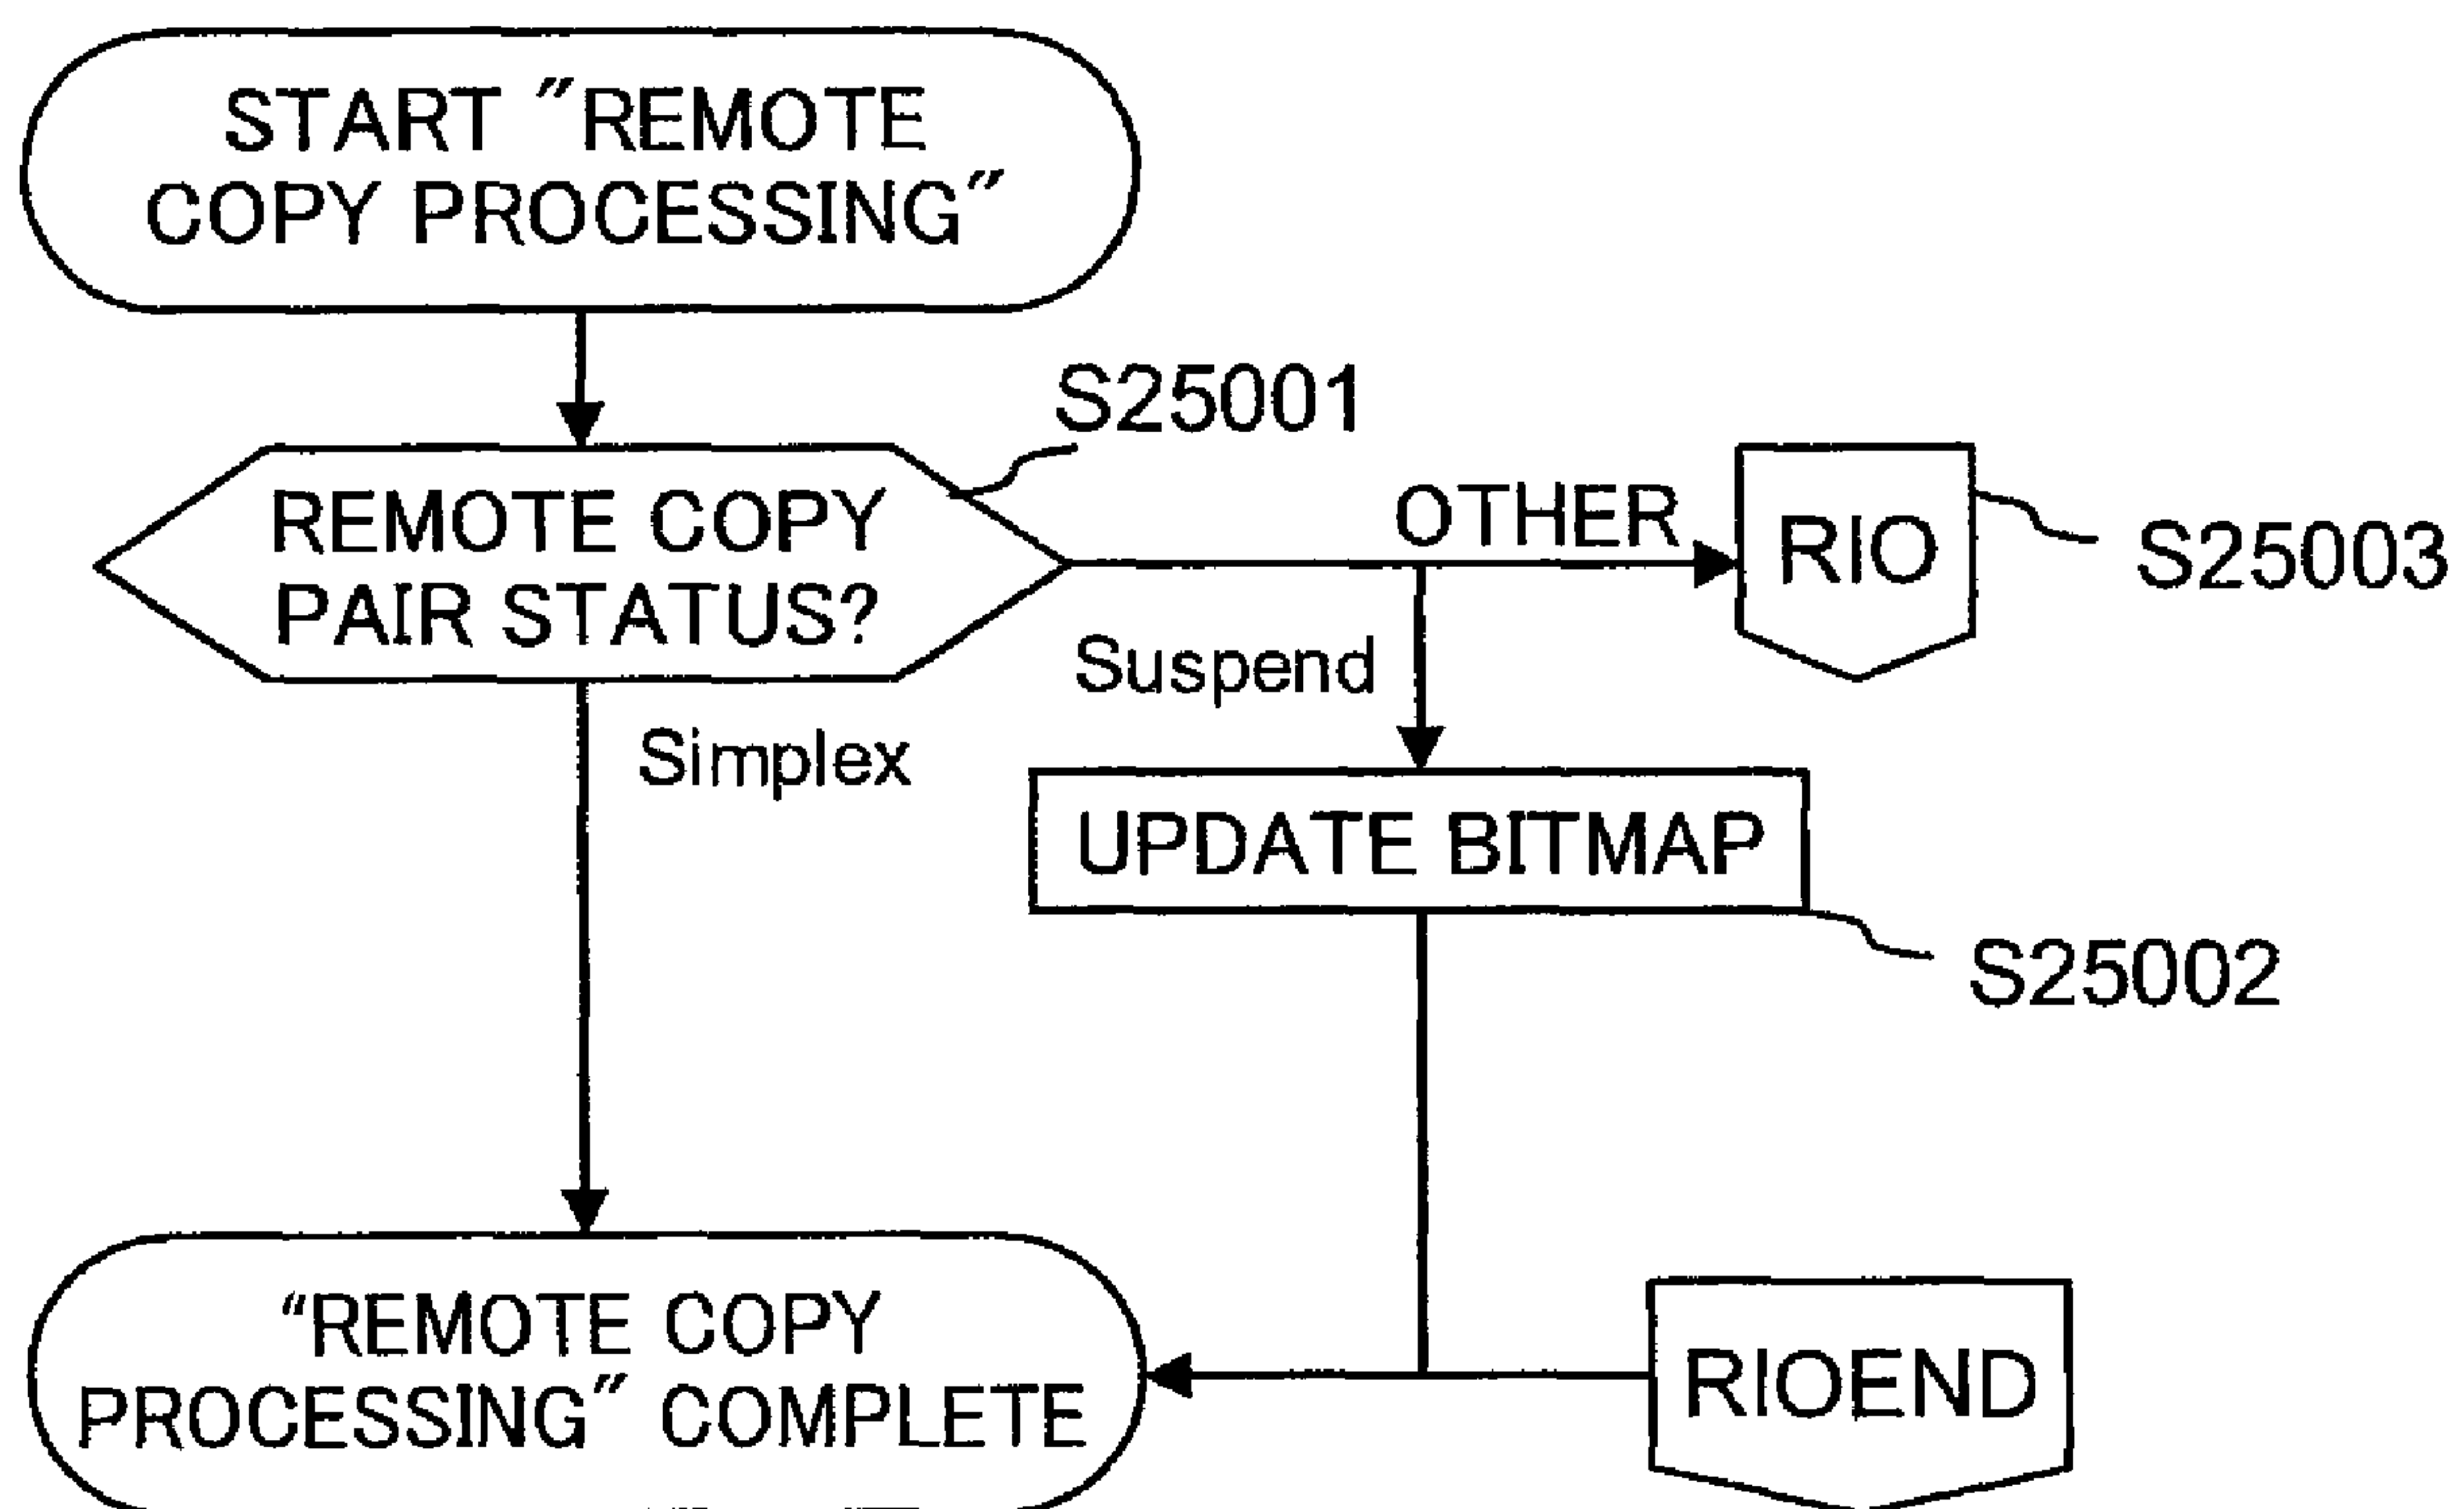 START "REMOTE
COPY PROCESSING"
S25001
REMOTE COPY
PAIR STATUS?
OTHER
RIO
S25003
Suspend
Simplex
UPDATE BITMAP
S25002
"REMOTE COPY
PROCESSING" COMPLETE
RIOEND